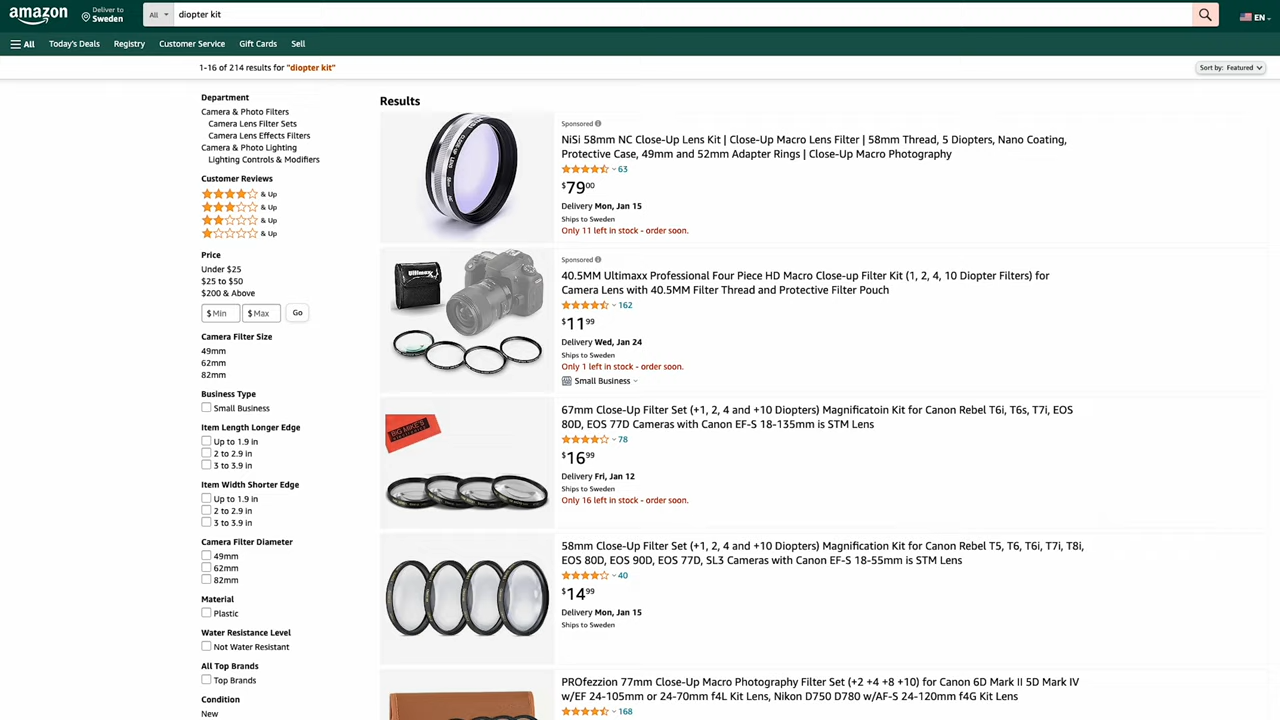 amazon
Deliver to
Sweden
All
diopter kit
EN
All
Today's Deals
Registry
Customer Service
Gift Cards
Sell
1-16 of 214 results for "diopter kit"
Sort by: Featured
Department
Camera & Photo Filters
Camera Lens Filter Sets
Camera Lens Effects Filters
Camera & Photo Lighting
Lighting Controls & Modifiers
Customer Reviews
& Up
& Up
& Up
& Up
Price
Under $25
$25 to $50
$200 & Above
$ Min
$ Max
Go
Camera Filter Size
49mm
62mm
82mm
Business Type
Small Business
Item Length Longer Edge
Up to 1.9 in
2 to 2.9 in
3 to 3.9 in
Item Width Shorter Edge
Up to 1.9 in
2 to 2.9 in
3 to 3.9 in
Camera Filter Diameter
49mm
62mm
82mm
Material
Plastic
Water Resistance Level
Not Water Resistant
All Top Brands
Top Brands
Condition
New
Results
Sponsored
NiSi 58mm NC Close-Up Lens Kit | Close-Up Macro Lens Filter | 58mm Thread, 5 Diopters, Nano Coating,
Protective Case, 49mm and 52mm Adapter Rings | Close-Up Macro Photography
63
$7900
Delivery Mon, Jan 15
Ships to Sweden
Only 11 left in stock - order soon.
Ultimaxx
Sponsored
40.5MM Ultimaxx Professional Four Piece HD Macro Close-up Filter Kit (1, 2, 4, 10 Diopter Filters) for
Camera Lens with 40.5MM Filter Thread and Protective Filter Pouch
162
$1199
Delivery Wed, Jan 24
Ships to Sweden
Only 1 left in stock - order soon.
Small Business
BIG MIKE'S
67mm Close-Up Filter Set (+1, 2, 4 and +10 Diopters) Magnificatoin Kit for Canon Rebel T6i, T6s, T7i, EOS
80D, EOS 77D Cameras with Canon EF-S 18-135mm is STM Lens
78
$1699
Delivery Fri, Jan 12
Ships to Sweden
Only 16 left in stock - order soon.
58mm Close-Up Filter Set (+1, 2, 4 and +10 Diopters) Magnification Kit for Canon Rebel T5, T6, T6i, T7i, T8i,
EOS 80D, EOS 90D, EOS 77D, SL3 Cameras with Canon EF-S 18-55mm is STM Lens
40
$1499
Delivery Mon, Jan 15
Ships to Sweden
PROfezzion 77mm Close-Up Macro Photography Filter Set (+2 +4 +8 +10) for Canon 6D Mark II 5D Mark IV
w/EF 24-105mm or 24-70mm f4L Kit Lens, Nikon D750 D780 w/AF-S 24-120mm f4G Kit Lens
168